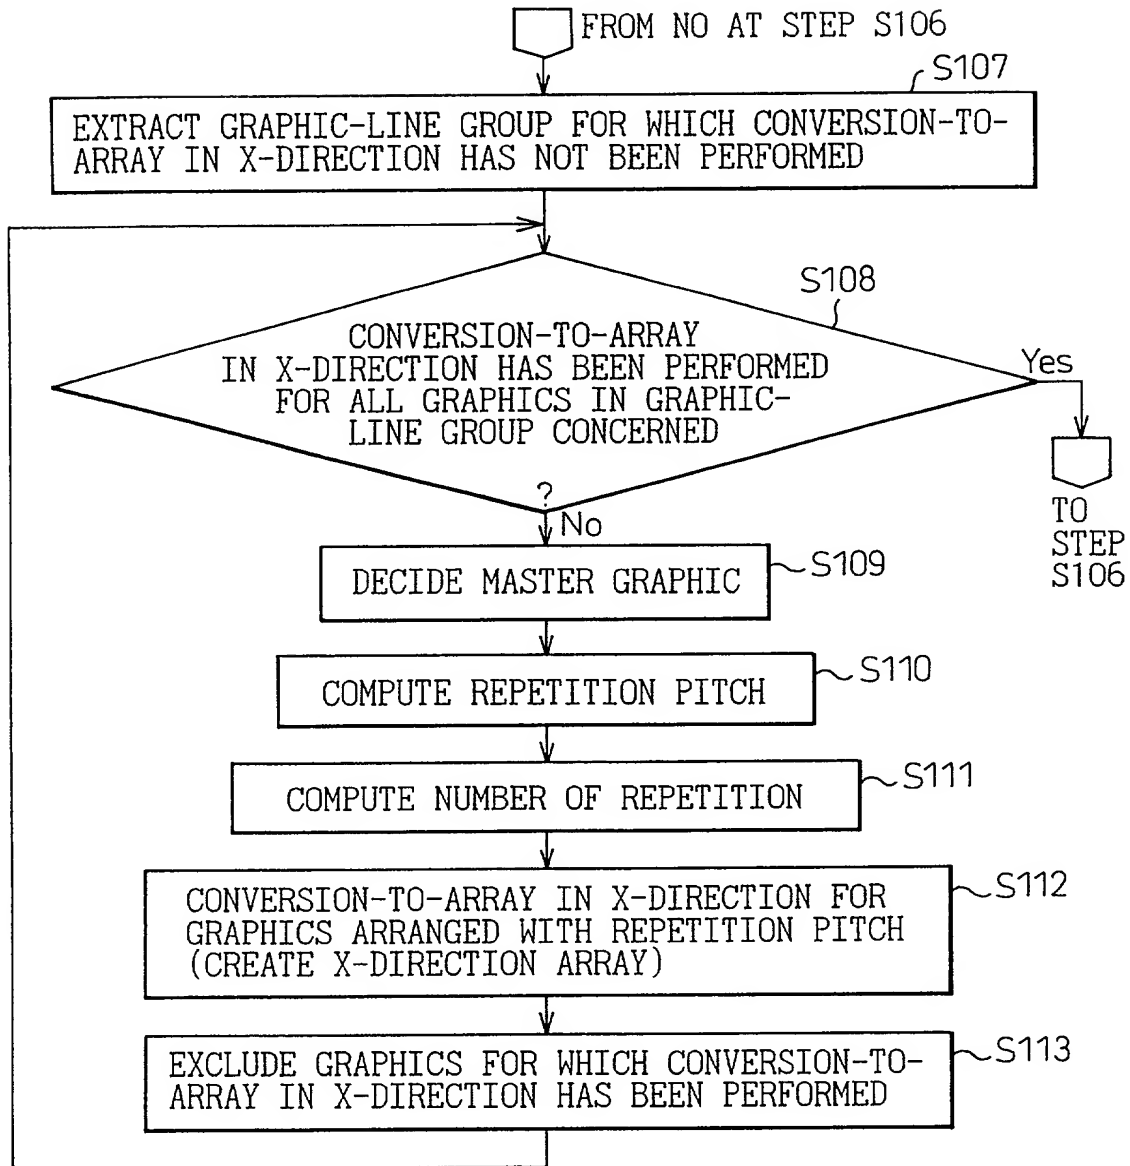 FROM NO AT STEP S106
S107
EXTRACT GRAPHIC-LINE GROUP FOR WHICH CONVERSION-TO-
ARRAY IN X-DIRECTION HAS NOT BEEN PERFORMED
S108
CONVERSION-TO-ARRAY
IN X-DIRECTION HAS BEEN PERFORMED
FOR ALL GRAPHICS IN GRAPHIC-
LINE GROUP CONCERNED
?
Yes
TO
STEP
S106
No
DECIDE MASTER GRAPHIC
S109
COMPUTE REPETITION PITCH
S110
COMPUTE NUMBER OF REPETITION
S111
CONVERSION-TO-ARRAY IN X-DIRECTION FOR
GRAPHICS ARRANGED WITH REPETITION PITCH
(CREATE X-DIRECTION ARRAY)
S112
EXCLUDE GRAPHICS FOR WHICH CONVERSION-TO-
ARRAY IN X-DIRECTION HAS BEEN PERFORMED
S113